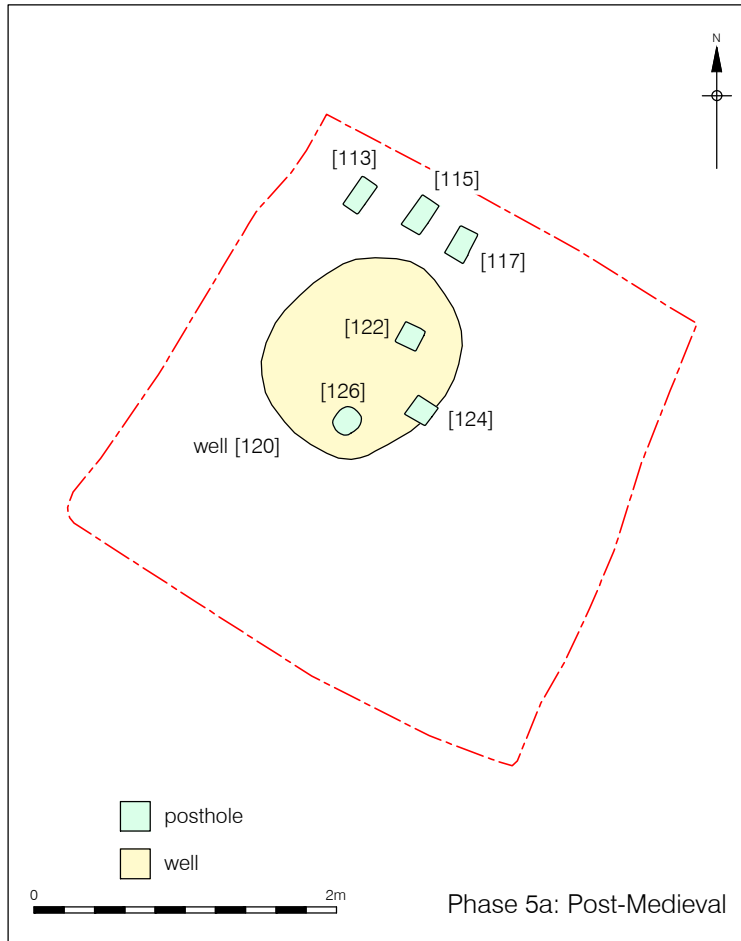 N
[113]
[115]
[117]
[122]
[126]
[124]
well [120]
posthole
well
0 2m
Phase 5a: Post-Medieval